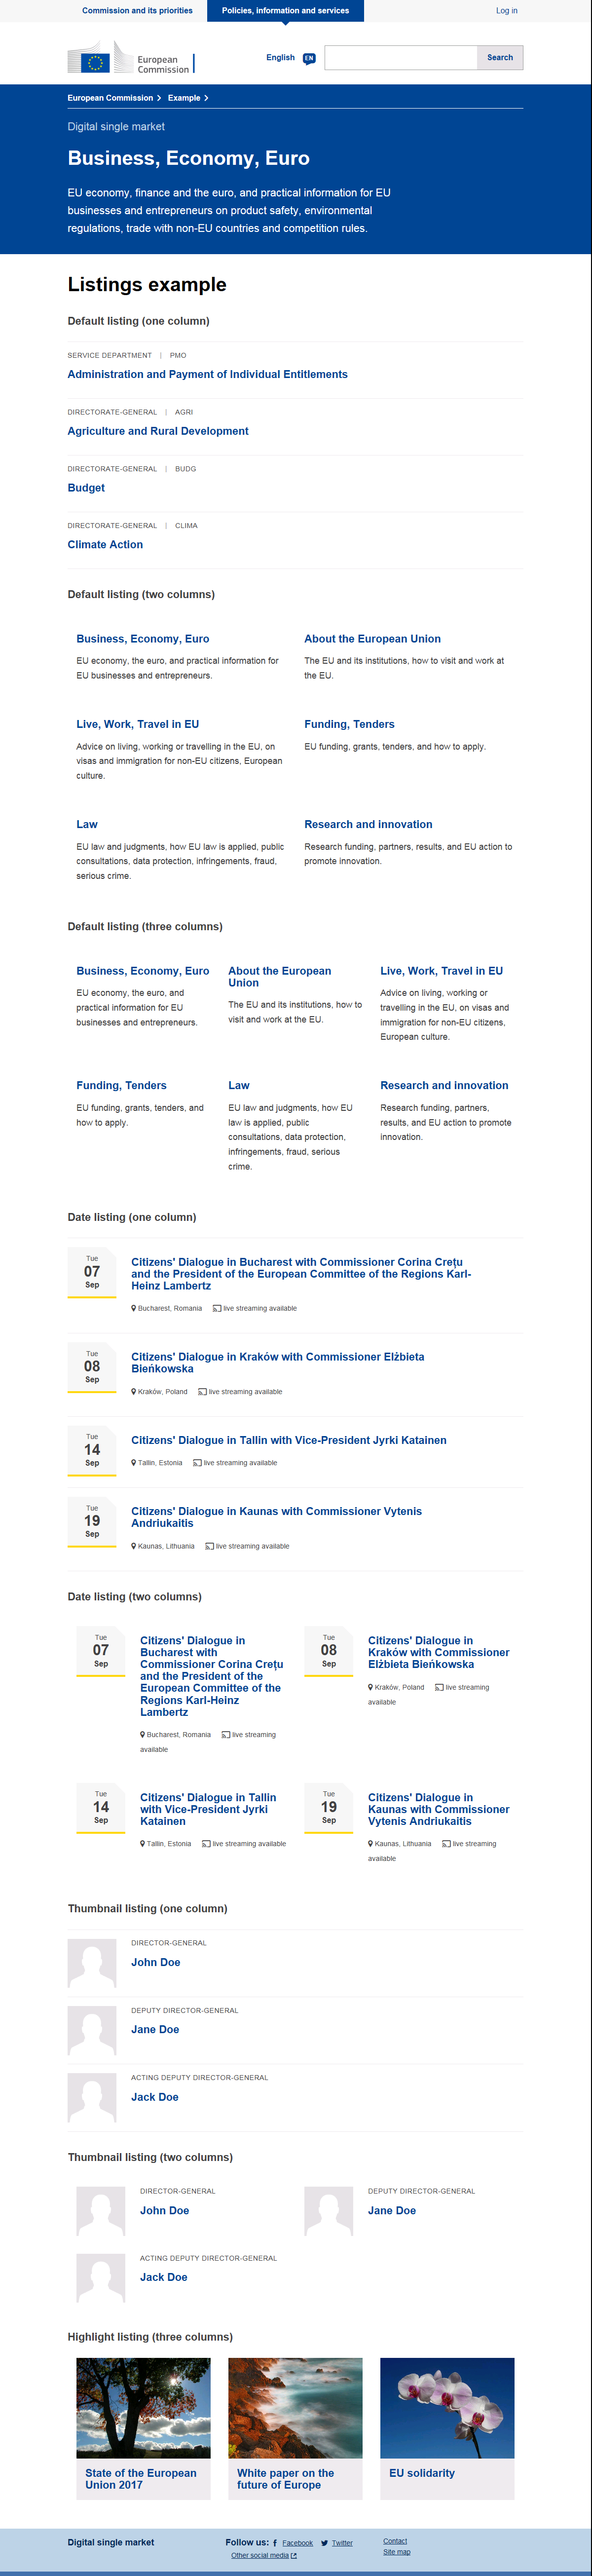 Commission and its priorities
Policies, information and services
Log in
European
Commission
English
EN
Search
European Commission
Example
Digital single market
Business, Economy, Euro
EU economy, finance and the euro, and practical information for EU
businesses and entrepreneurs on product safety, environmental
regulations, trade with non-EU countries and competition rules.
Listings example
Default listing (one column)
SERVICE DEPARTMENT | PMO
Administration and Payment of Individual Entitlements
DIRECTORATE-GENERAL | AGRI
Agriculture and Rural Development
DIRECTORATE-GENERAL | BUDG
Budget
DIRECTORATE-GENERAL | CLIMA
Climate Action
Default listing (two columns)
Business, Economy, Euro
EU economy, the euro, and practical information for
EU businesses and entrepreneurs.
About the European Union
The EU and its institutions, how to visit and work at
the EU.
Live, Work, Travel in EU
Advice on living, working or travelling in the EU, on
visas and immigration for non-EU citizens, European
culture.
Funding, Tenders
EU funding, grants, tenders, and how to apply.
Law
EU law and judgments, how EU law is applied, public
consultations, data protection, infringements, fraud,
serious crime.
Research and innovation
Research funding, partners, results, and EU action to
promote innovation.
Default listing (three columns)
Business, Economy, Euro
EU economy, the euro, and
practical information for EU
businesses and entrepreneurs.
About the European
Union
The EU and its institutions, how to
visit and work at the EU.
Live, Work, Travel in EU
Advice on living, working or
travelling in the EU, on visas and
immigration for non-EU citizens,
European culture.
Funding, Tenders
EU funding, grants, tenders, and
how to apply.
Law
EU law and judgments, how EU
law is applied, public
consultations, data protection,
infringements, fraud, serious
crime.
Research and innovation
Research funding, partners,
results, and EU action to promote
innovation.
Date listing (one column)
Tue
07
Sep
Citizens' Dialogue in Bucharest with Commissioner Corina Crețu
and the President of the European Committee of the Regions Karl-
Heinz Lambertz
Bucharest, Romania live streaming available
Tue
08
Sep
Citizens' Dialogue in Kraków with Commissioner Elżbieta
Bieńkowska
Kraków, Poland live streaming available
Tue
14
Sep
Citizens' Dialogue in Tallin with Vice-President Jyrki Katainen
Tallin, Estonia live streaming available
Tue
19
Sep
Citizens' Dialogue in Kaunas with Commissioner Vytenis
Andriukaitis
Kaunas, Lithuania live streaming available
Date listing (two columns)
Tue
07
Sep
Citizens' Dialogue in
Bucharest with
Commissioner Corina Crețu
and the President of the
European Committee of the
Regions Karl-Heinz
Lambertz
Bucharest, Romania live streaming
available
Tue
08
Sep
Citizens' Dialogue in
Kraków with Commissioner
Elżbieta Bieńkowska
Kraków, Poland live streaming
available
Tue
14
Sep
Citizens' Dialogue in Tallin
with Vice-President Jyrki
Katainen
Tallin, Estonia live streaming available
Tue
19
Sep
Citizens' Dialogue in
Kaunas with Commissioner
Vytenis Andriukaitis
Kaunas, Lithuania live streaming
available
Thumbnail listing (one column)
DIRECTOR-GENERAL
John Doe
DEPUTY DIRECTOR-GENERAL
Jane Doe
ACTING DEPUTY DIRECTOR-GENERAL
Jack Doe
Thumbnail listing (two columns)
DIRECTOR-GENERAL
John Doe
DEPUTY DIRECTOR-GENERAL
Jane Doe
ACTING DEPUTY DIRECTOR-GENERAL
Jack Doe
Highlight listing (three columns)
State of the European
Union 2017
White paper on the
future of Europe
EU solidarity
Digital single market
Follow us: Facebook Twitter
Other social media
Contact
Site map